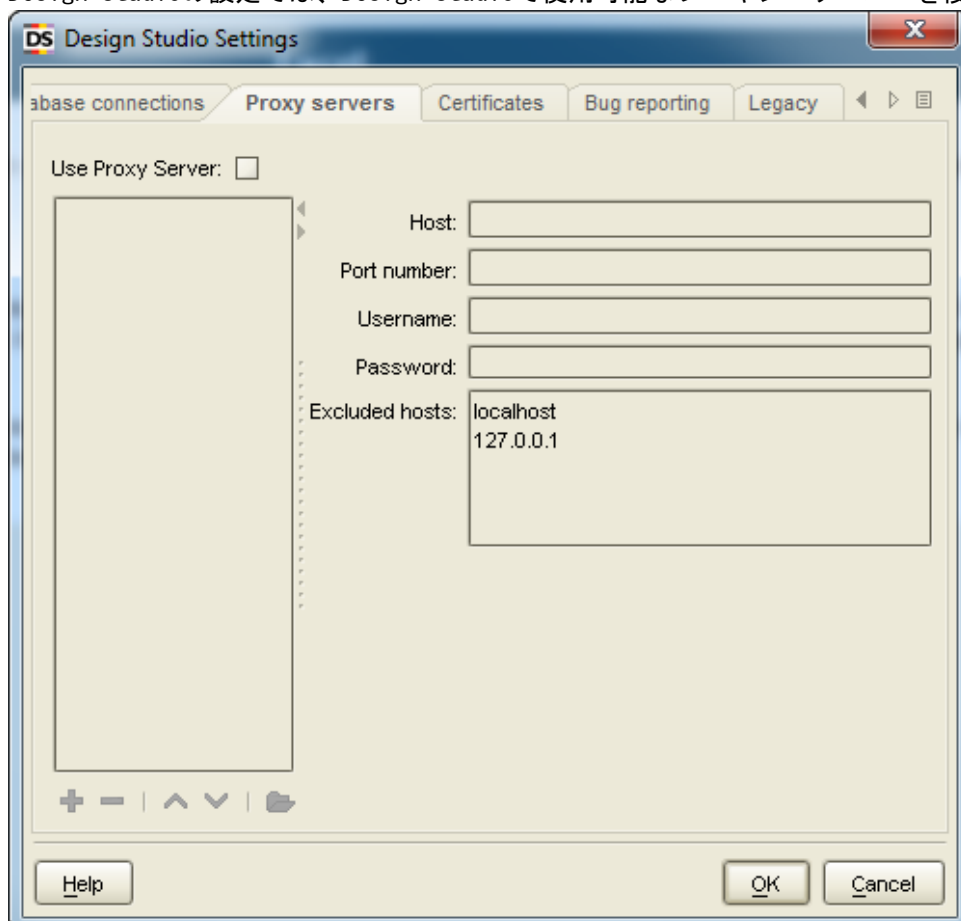 DS Design Studio Settings
abase connections Proxy servers Certificates Bug reporting Legacy
Use Proxy Server:
Host:
Port number:
Username:
Password:
Excluded hosts: localhost
127.0.0.1
Help OK Cancel